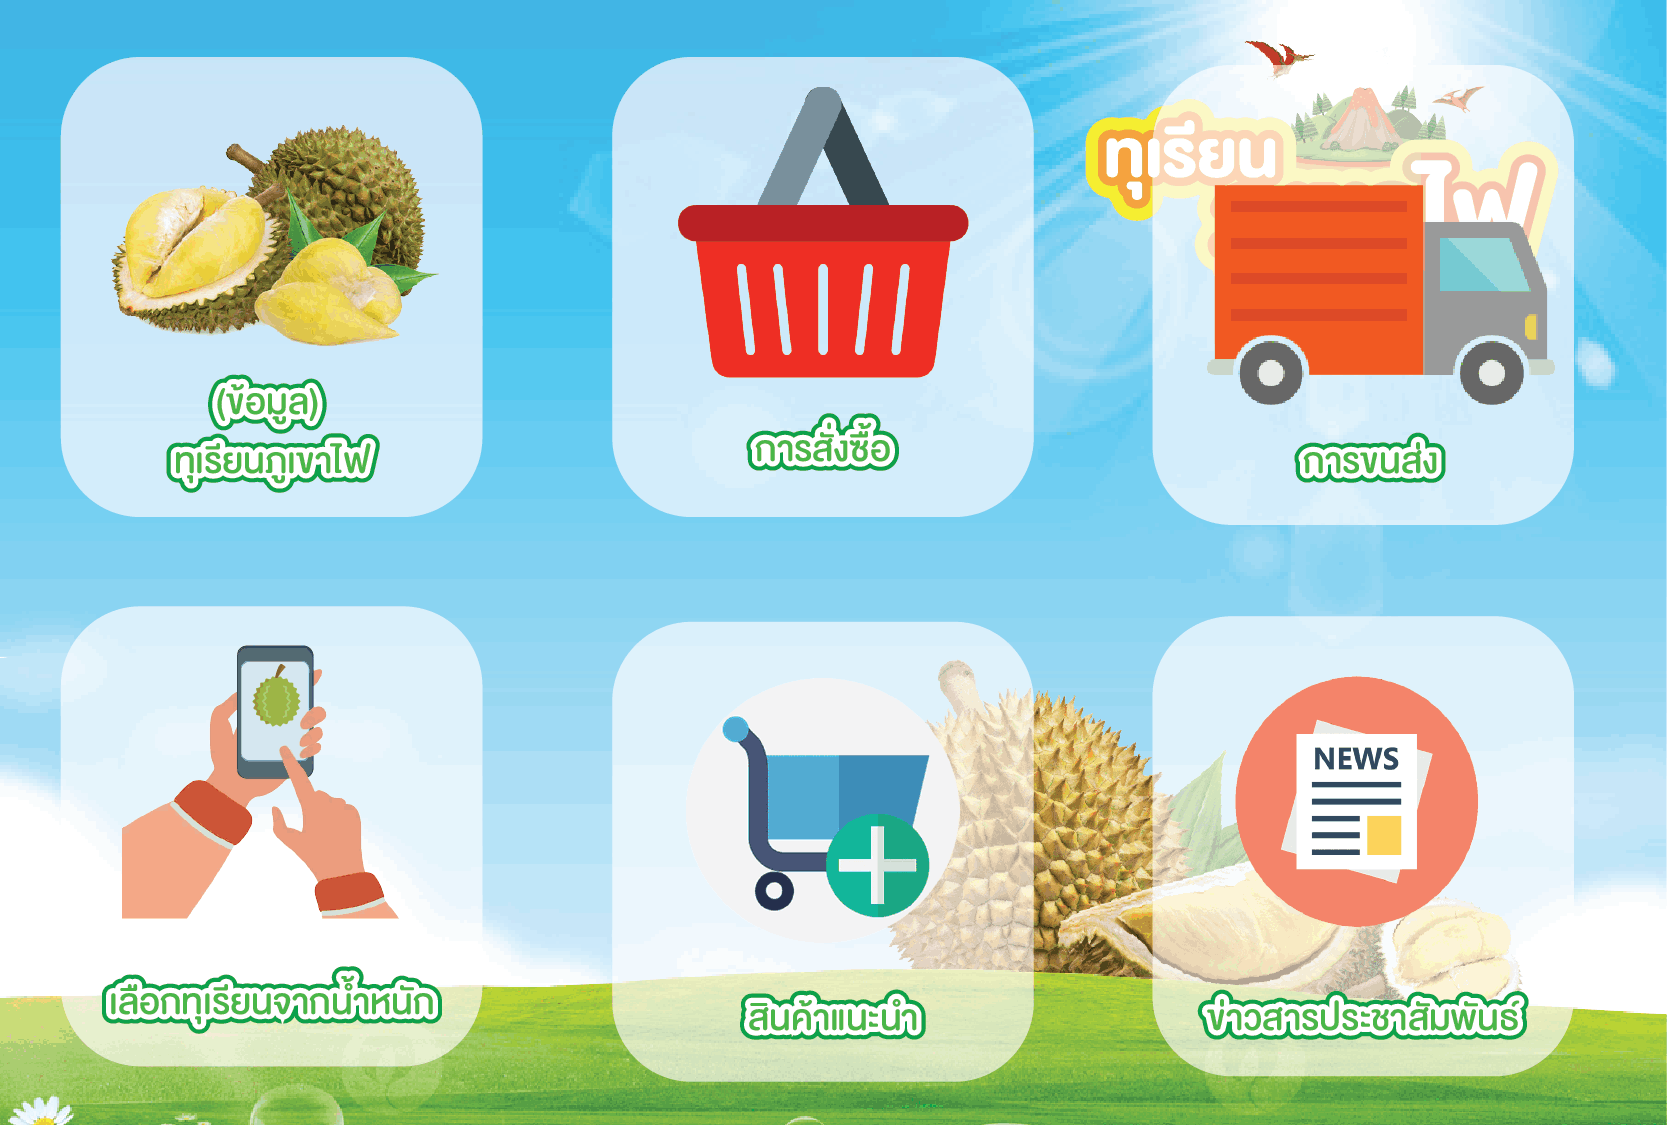 ทุเรียน
ไฟ
(ข้อมูล)
ทุเรียนภูเขาไฟ
การสั่งซื้อ
การขนส่ง
NEWS
เลือกทุเรียนจากน้ำหนัก
สินค้าแนะนำ
ข่าวสารประชาสัมพันธ์